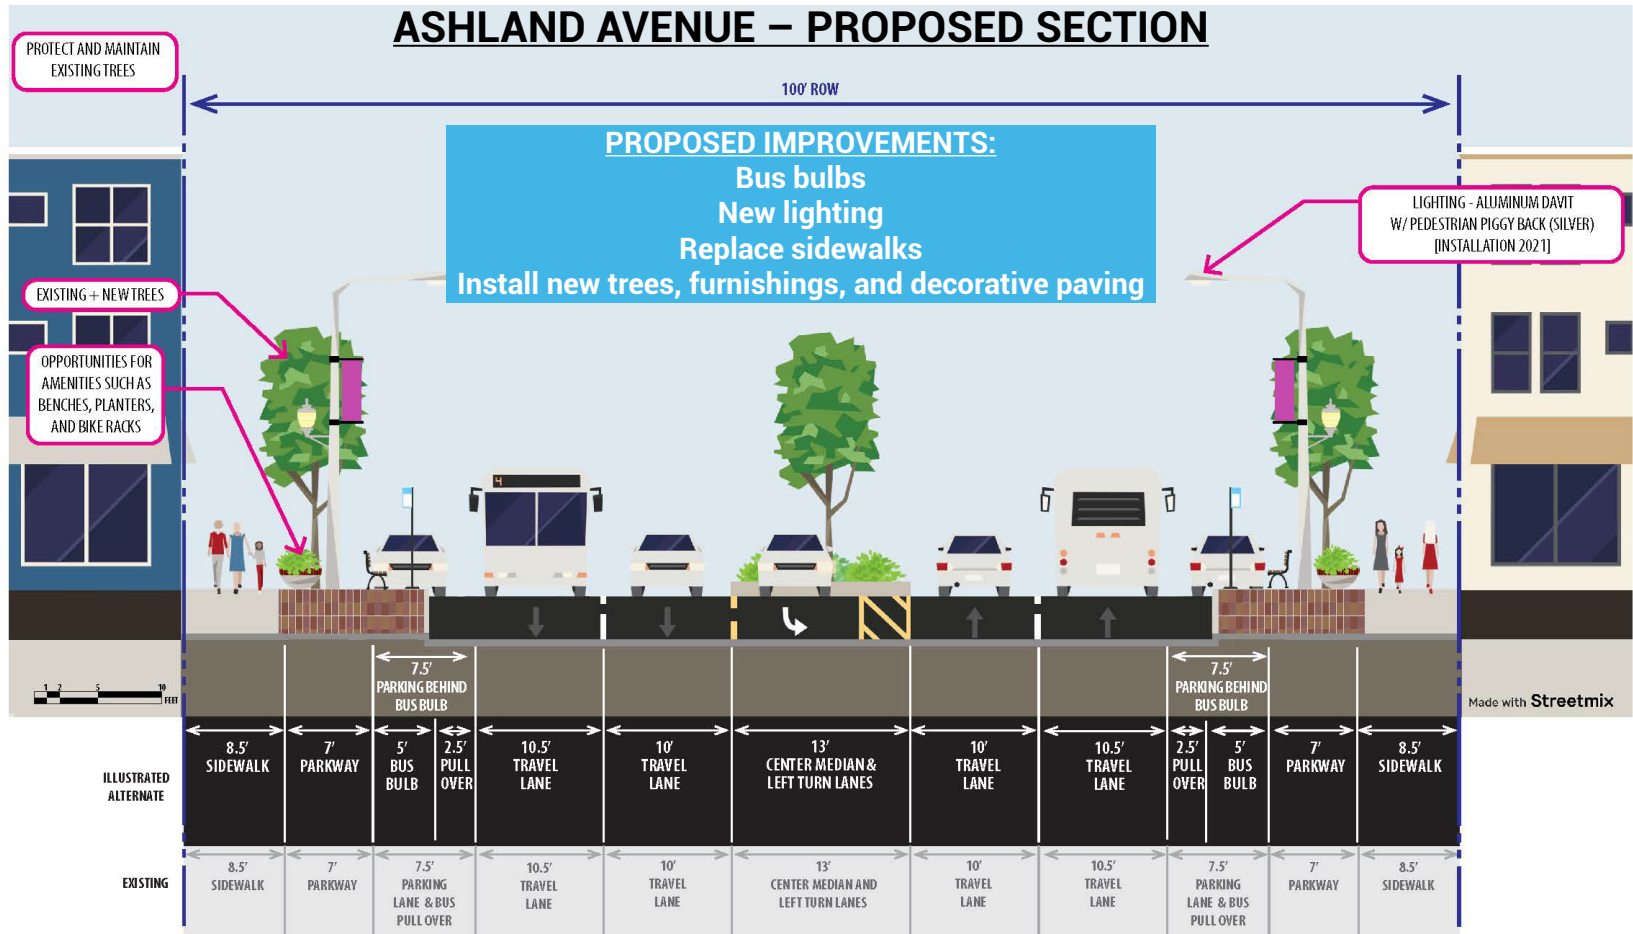 ASHLAND AVENUE – PROPOSED SECTION
PROTECT AND MAINTAIN
EXISTING TREES
100' ROW
PROPOSED IMPROVEMENTS:
Bus bulbs
New lighting
Replace sidewalks
Install new trees, furnishings, and decorative paving
LIGHTING - ALUMINUM DAVIT
W/ PEDESTRIAN PIGGY BACK (SILVER)
[INSTALLATION 2021]
EXISTING + NEW TREES
OPPORTUNITIES FOR
AMENITIES SUCH AS
BENCHES, PLANTERS,
AND BIKE RACKS
4
7.5'
PARKING BEHIND
BUS BULB
7.5'
PARKING BEHIND
BUS BULB
1 2 5 10
FEET
Made with Streetmix
ILLUSTRATED
ALTERNATE
8.5'
SIDEWALK
7'
PARKWAY
5'
BUS
BULB
2.5'
PULL
OVER
10.5'
TRAVEL
LANE
10'
TRAVEL
LANE
13'
CENTER MEDIAN &
LEFT TURN LANES
10'
TRAVEL
LANE
10.5'
TRAVEL
LANE
2.5'
PULL
OVER
5'
BUS
BULB
7'
PARKWAY
8.5'
SIDEWALK
EXISTING
8.5'
SIDEWALK
7'
PARKWAY
7.5'
PARKING
LANE & BUS
PULL OVER
10.5'
TRAVEL
LANE
10'
TRAVEL
LANE
13'
CENTER MEDIAN AND
LEFT TURN LANES
10'
TRAVEL
LANE
10.5'
TRAVEL
LANE
7.5'
PARKING
LANE & BUS
PULL OVER
7'
PARKWAY
8.5'
SIDEWALK